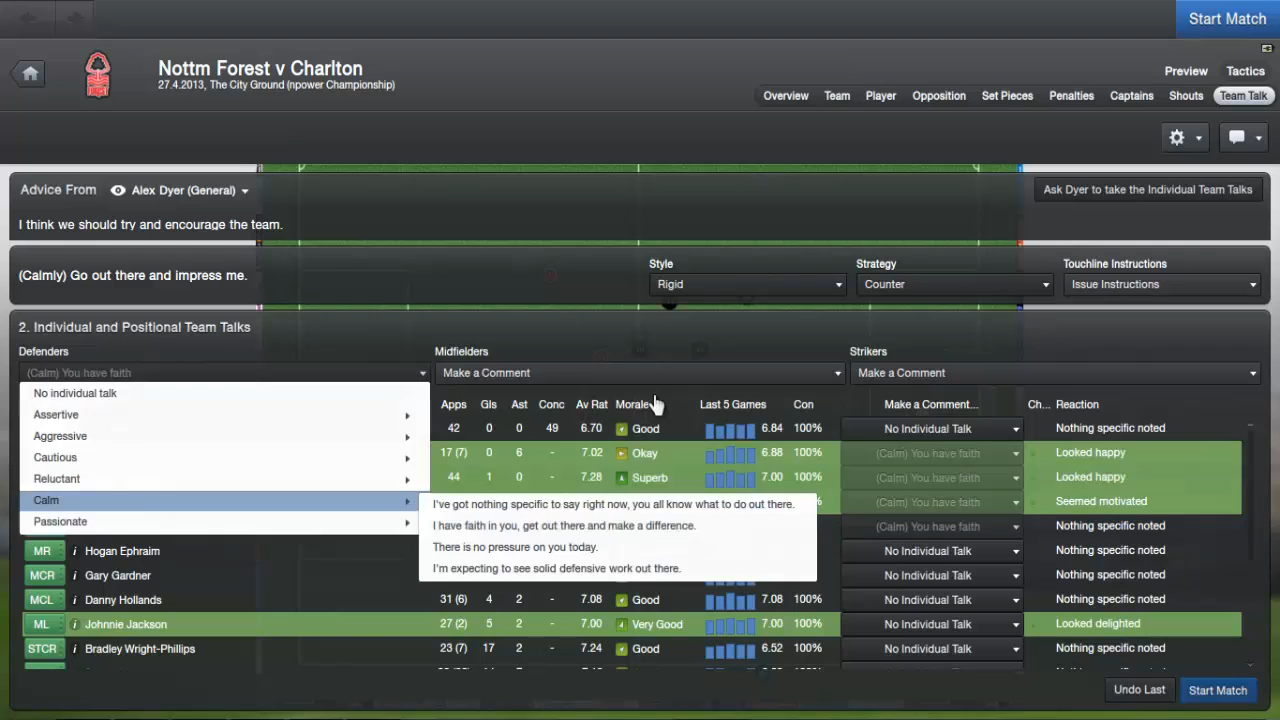 Start Match
Nottm Forest v Charlton
27.4.2013, The City Ground (npower Championship)
Preview Tactics
Overview Team Player Opposition Set Pieces Penalties Captains Shouts Team Talk
Advice From Alex Dyer (General)
Ask Dyer to take the Individual Team Talks
I think we should try and encourage the team.
(Calmly) Go out there and impress me.
Style Strategy Touchline Instructions
Rigid Counter Issue Instructions
2. Individual and Positional Team Talks
Defenders Midfielders Strikers
(Calm) You have faith Make a Comment Make a Comment
No individual talk
Assertive
Aggressive
Cautious
Reluctant
Calm
Passionate
I've got nothing specific to say right now, you all know what to do out there.
I have faith in you, get out there and make a difference.
There is no pressure on you today.
I'm expecting to see solid defensive work out there.
Apps Gls Ast Conc Av Rat Morale Last 5 Games Con Make a Comment... Ch... Reaction
42 0 0 49 6.70 Good 6.84 100% No Individual Talk Nothing specific noted
17 (7) 0 6 - 7.02 Okay 6.88 100% (Calm) You have faith Looked happy
44 1 0 - 7.28 Superb 7.00 100% (Calm) You have faith Looked happy
(Calm) You have faith Seemed motivated
(Calm) You have faith Nothing specific noted
MR i Hogan Ephraim No Individual Talk Nothing specific noted
MCR i Gary Gardner No Individual Talk Nothing specific noted
MCL i Danny Hollands 31 (6) 4 2 - 7.08 Good 7.08 100% No Individual Talk Nothing specific noted
ML i Johnnie Jackson 27 (2) 5 2 - 7.00 Very Good 7.00 100% No Individual Talk Looked delighted
STCR i Bradley Wright-Phillips 23 (7) 17 2 - 7.24 Good 6.52 100% No Individual Talk Nothing specific noted
Undo Last Start Match